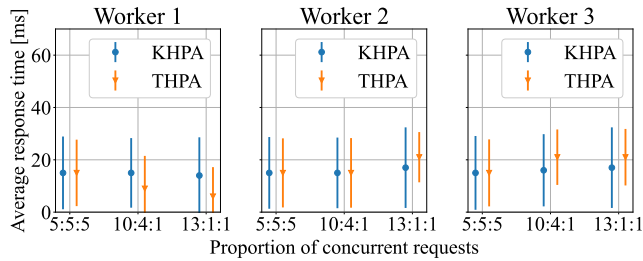 Worker 1
Worker 2
Worker 3
Average response time [ms]
60
40
20
0
KHPA
THPA
KHPA
THPA
KHPA
THPA
5:5:5
10:4:1
13:1:1
5:5:5
10:4:1
13:1:1
5:5:5
10:4:1
13:1:1
Proportion of concurrent requests